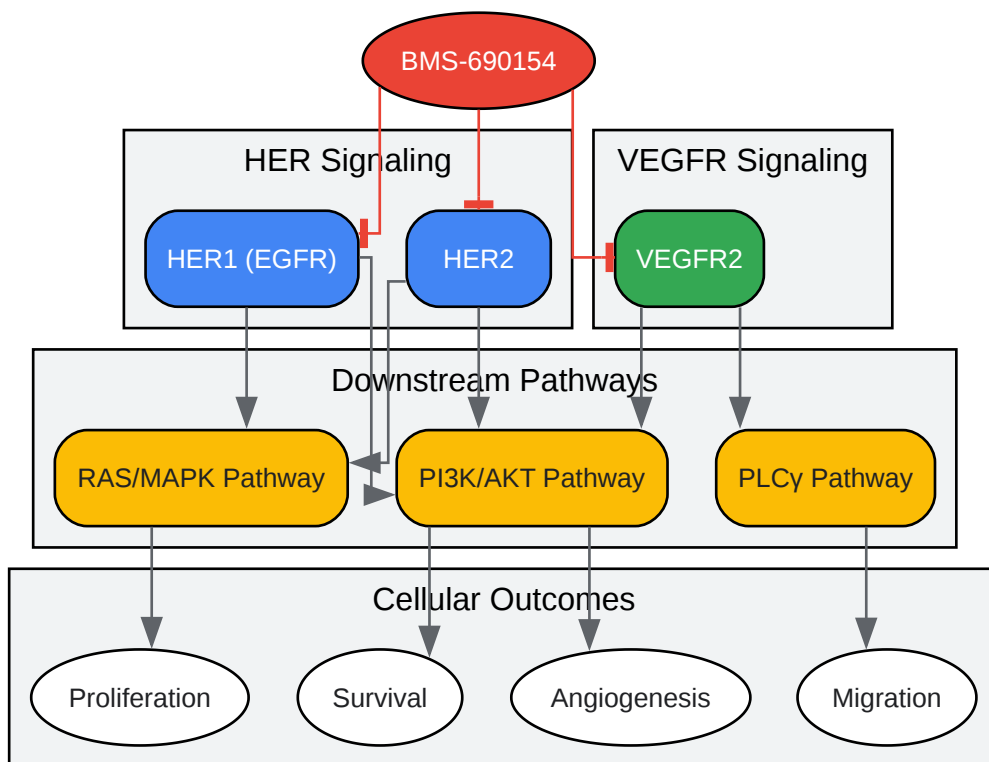 BMS-690154
HER Signaling
VEGFR Signaling
HER1 (EGFR)
HER2
VEGFR2
Downstream Pathways
RAS/MAPK Pathway
PI3K/AKT Pathway
PLCγ Pathway
Cellular Outcomes
Proliferation
Survival
Angiogenesis
Migration